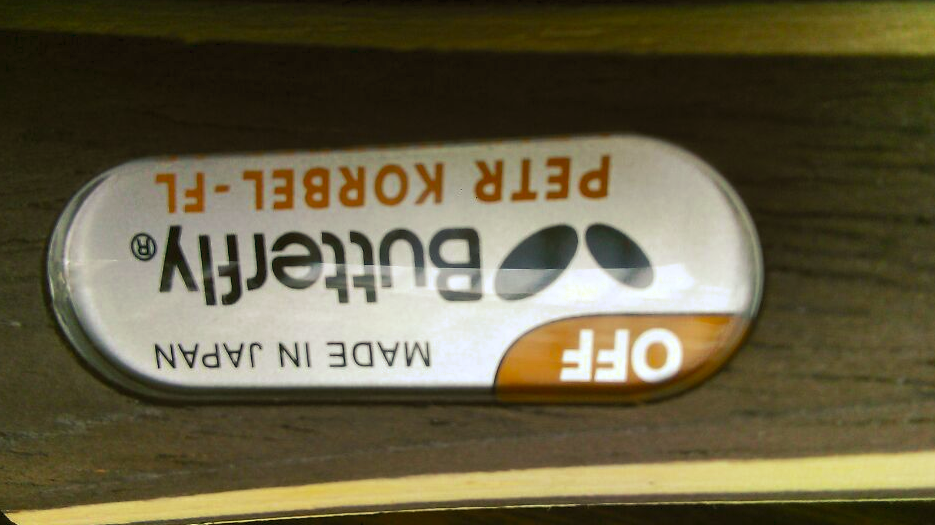 OFF
MADE IN JAPAN
Butterfly®
PETR KORBEL-FL